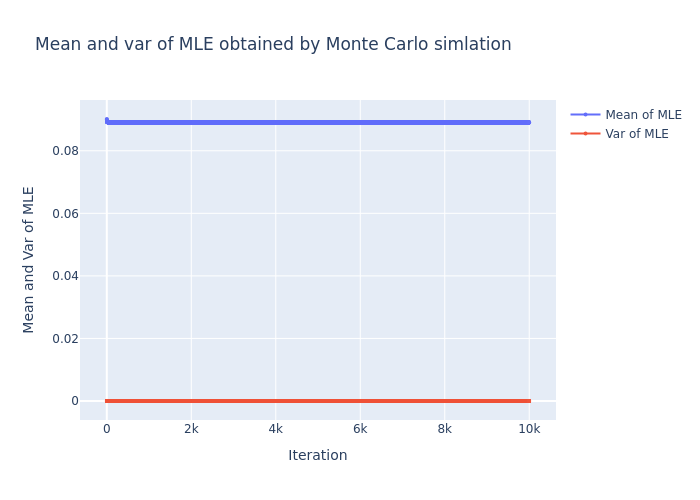 Mean and var of MLE obtained by Monte Carlo simlation
Mean of MLE
Var of MLE
Mean and Var of MLE
0.08
0.06
0.04
0.02
0
0 2k 4k 6k 8k 10k
Iteration